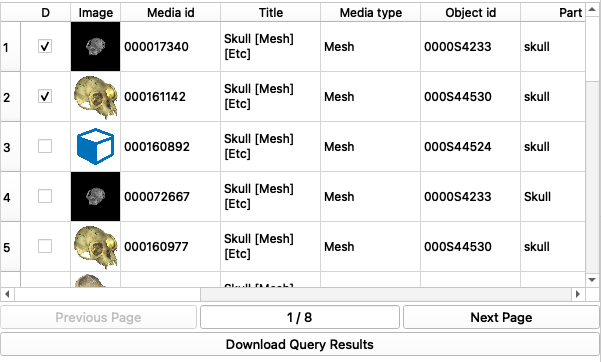 D Image Media id Title Media type Object id Part
1 000017340 Skull [Mesh] [Etc] Mesh 0000S4233 skull
2 000161142 Skull [Mesh] [Etc] Mesh 000S44530 skull
3 000160892 Skull [Mesh] [Etc] Mesh 000S44524 skull
4 000072667 Skull [Mesh] [Etc] Mesh 0000S4233 Skull
5 000160977 Skull [Mesh] [Etc] Mesh 000S44530 skull
Skull [Mesh]
Previous Page 1 / 8 Next Page
Download Query Results